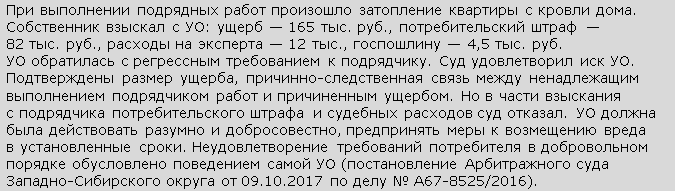 При выполнении подрядных работ произошло затопление квартиры с кровли дома.
Собственник взыскал с УО: ущерб — 165 тыс. руб., потребительский штраф —
82 тыс. руб., расходы на эксперта — 12 тыс., госпошлину — 4,5 тыс. руб.
УО обратилась с регрессным требованием к подрядчику. Суд удовлетворил иск УО.
Подтверждены размер ущерба, причинно-следственная связь между ненадлежащим
выполнением подрядчиком работ и причиненным ущербом. Но в части взыскания
с подрядчика потребительского штрафа и судебных расходов суд отказал. УО должна
была действовать разумно и добросовестно, предпринять меры к возмещению вреда
в установленные сроки. Неудовлетворение требований потребителя в добровольном
порядке обусловлено поведением самой УО (постановление Арбитражного суда
Западно-Сибирского округа от 09.10.2017 по делу № А67-8525/2016).